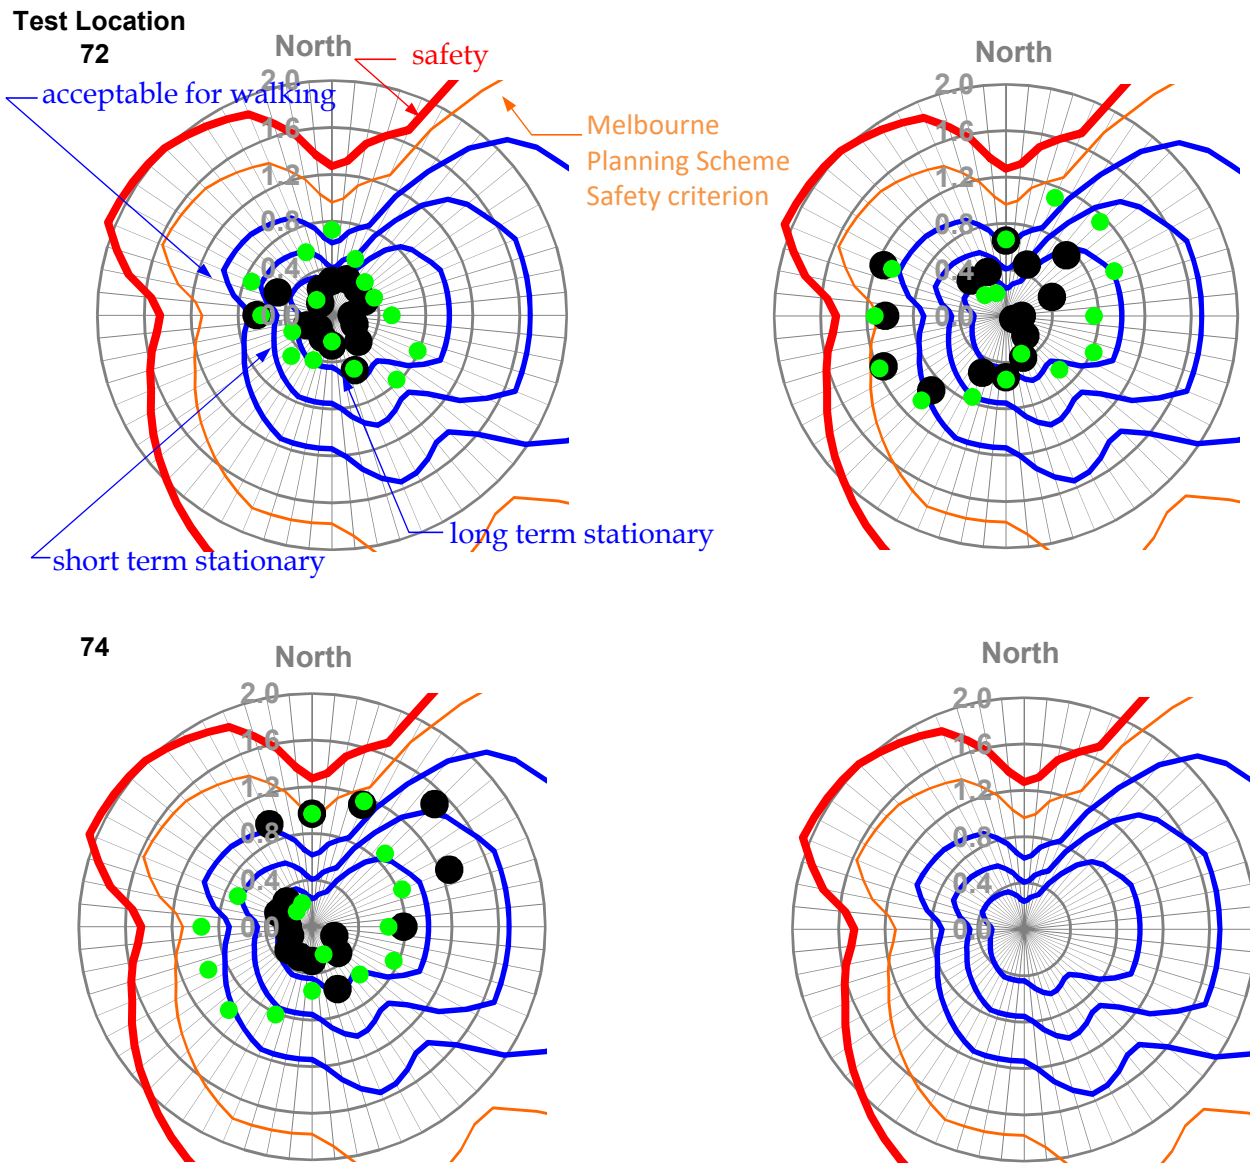 Test Location
72
North
safety
North
2.0
2.0
acceptable for walking
1.6
Melbourne
1.6
Planning Scheme
1.2
Safety criterion
1.2
0.8
0.8
0.4
0.4
0.0
0.0
long term stationary
short term stationary
74
North
North
2.0
2.0
1.6
1.6
1.2
1.2
0.8
0.8
0.4
0.4
0.0
0.0